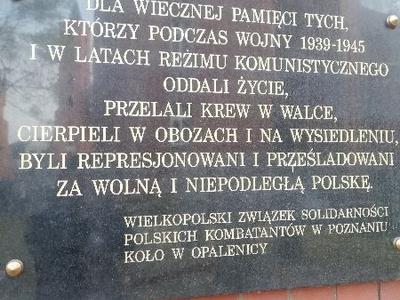 DLA WIECZNEJ PAMIĘCI TYCH,
KTÓRZY PODCZAS WOJNY 1939-1945
I W LATACH REŻIMU KOMUNISTYCZNEGO
ODDALI ŻYCIE,
PRZELALI KREW W WALCE,
CIERPIELI W OBOZACH I NA WYSIEDLENIU,
BYLI REPRESJONOWANI I PRZEŚLADOWANI
ZA WOLNĄ I NIEPODLEGŁĄ POLSKĘ.
WIELKOPOLSKI ZWIĄZEK SOLIDARNOŚCI
POLSKICH KOMBATANTÓW W POZNANIU
KOŁO W OPALENICY